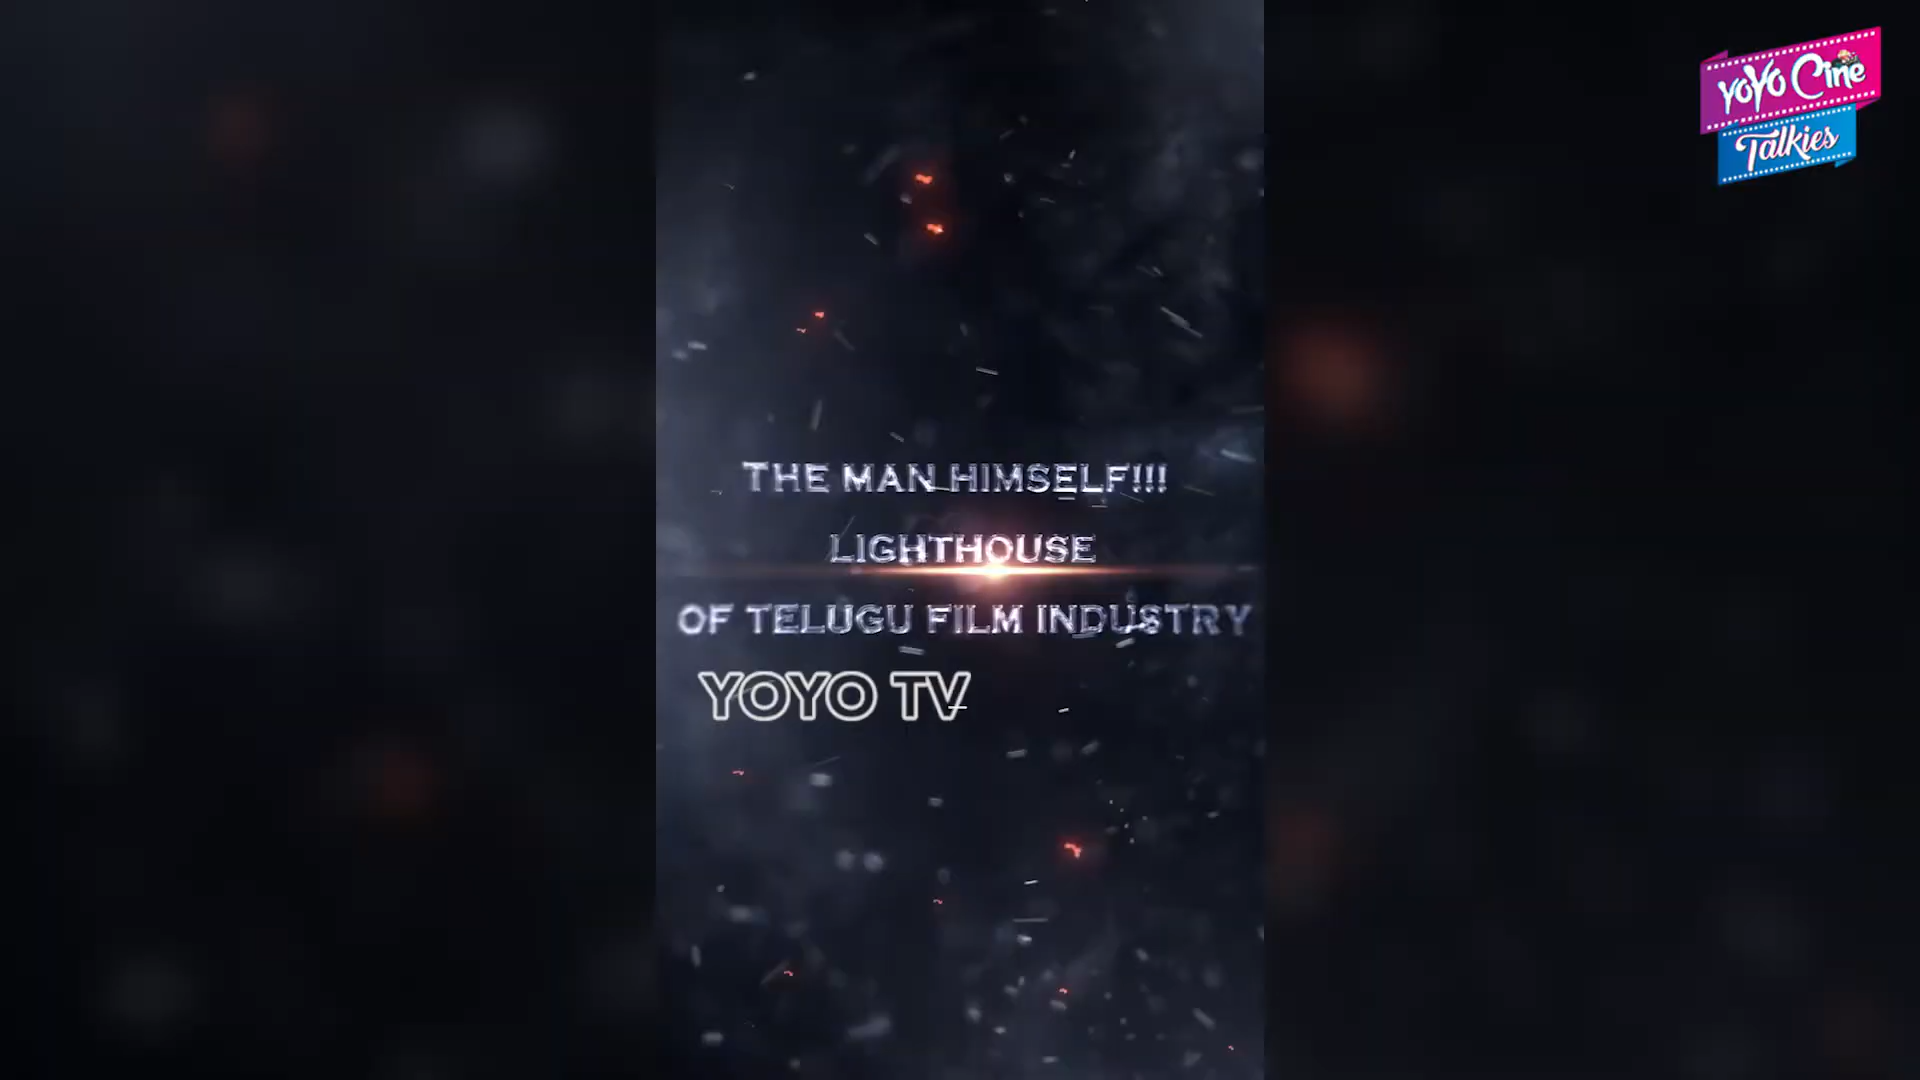 YOYO Cine
Talkies
THE MAN HIMSELF!!!
LIGHTHOUSE
OF TELUGU FILM INDUSTRY
YOYO TV